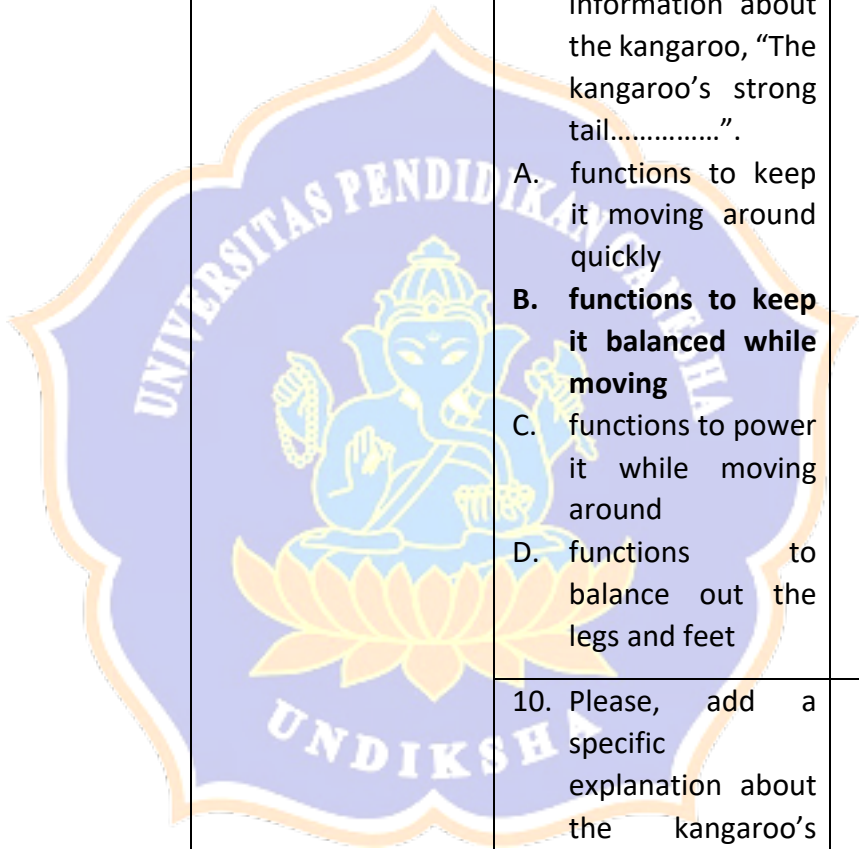 information about
the kangaroo, “The
kangaroo’s strong
tail……………”.
A. functions to keep
it moving around
quickly
B. functions to keep
it balanced while
moving
C. functions to power
it while moving
around
D. functions to
balance out the
legs and feet
10. Please, add a
specific
explanation about
the kangaroo’s
UNIVERSITAS PENDIDIKAN GANESHA
UNDIKSHA